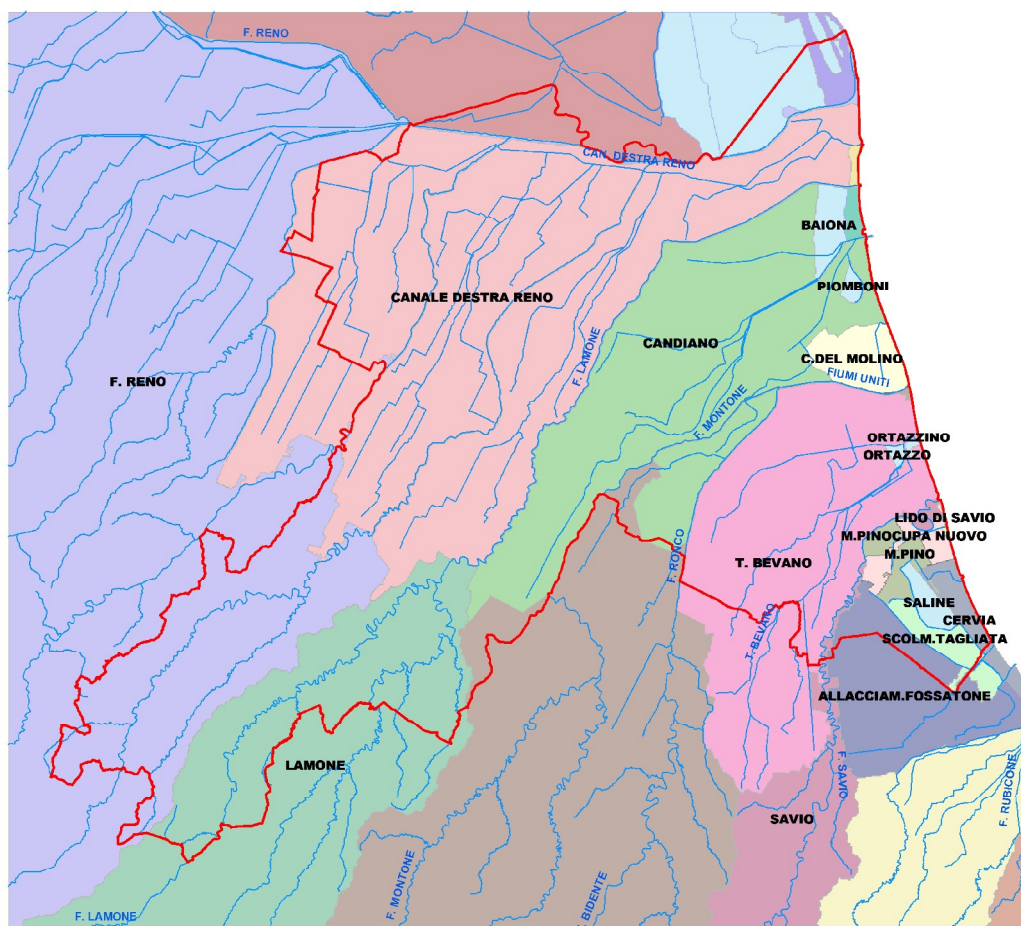 F. RENO
CAN. DESTRA RENO
BAIONA
PIOMBONI
CANALE DESTRA RENO
CANDIANO
F. LAMONE
C.DEL MOLINO
FIUMI UNITI
F. RENO
F. MONTONE
ORTAZZINO
ORTAZZO
LIDO DI SAVIO
M.PINOCUPA NUOVO
M.PINO
F. RONCO
T. BEVANO
SALINE
CERVIA
SCOLM.TAGLIATA
T. BEVANO
ALLACCIAM.FOSSATONE
LAMONE
F. SAVIO
F. RUBICONE
SAVIO
F. MONTONE
BIDENTE
F. LAMONE